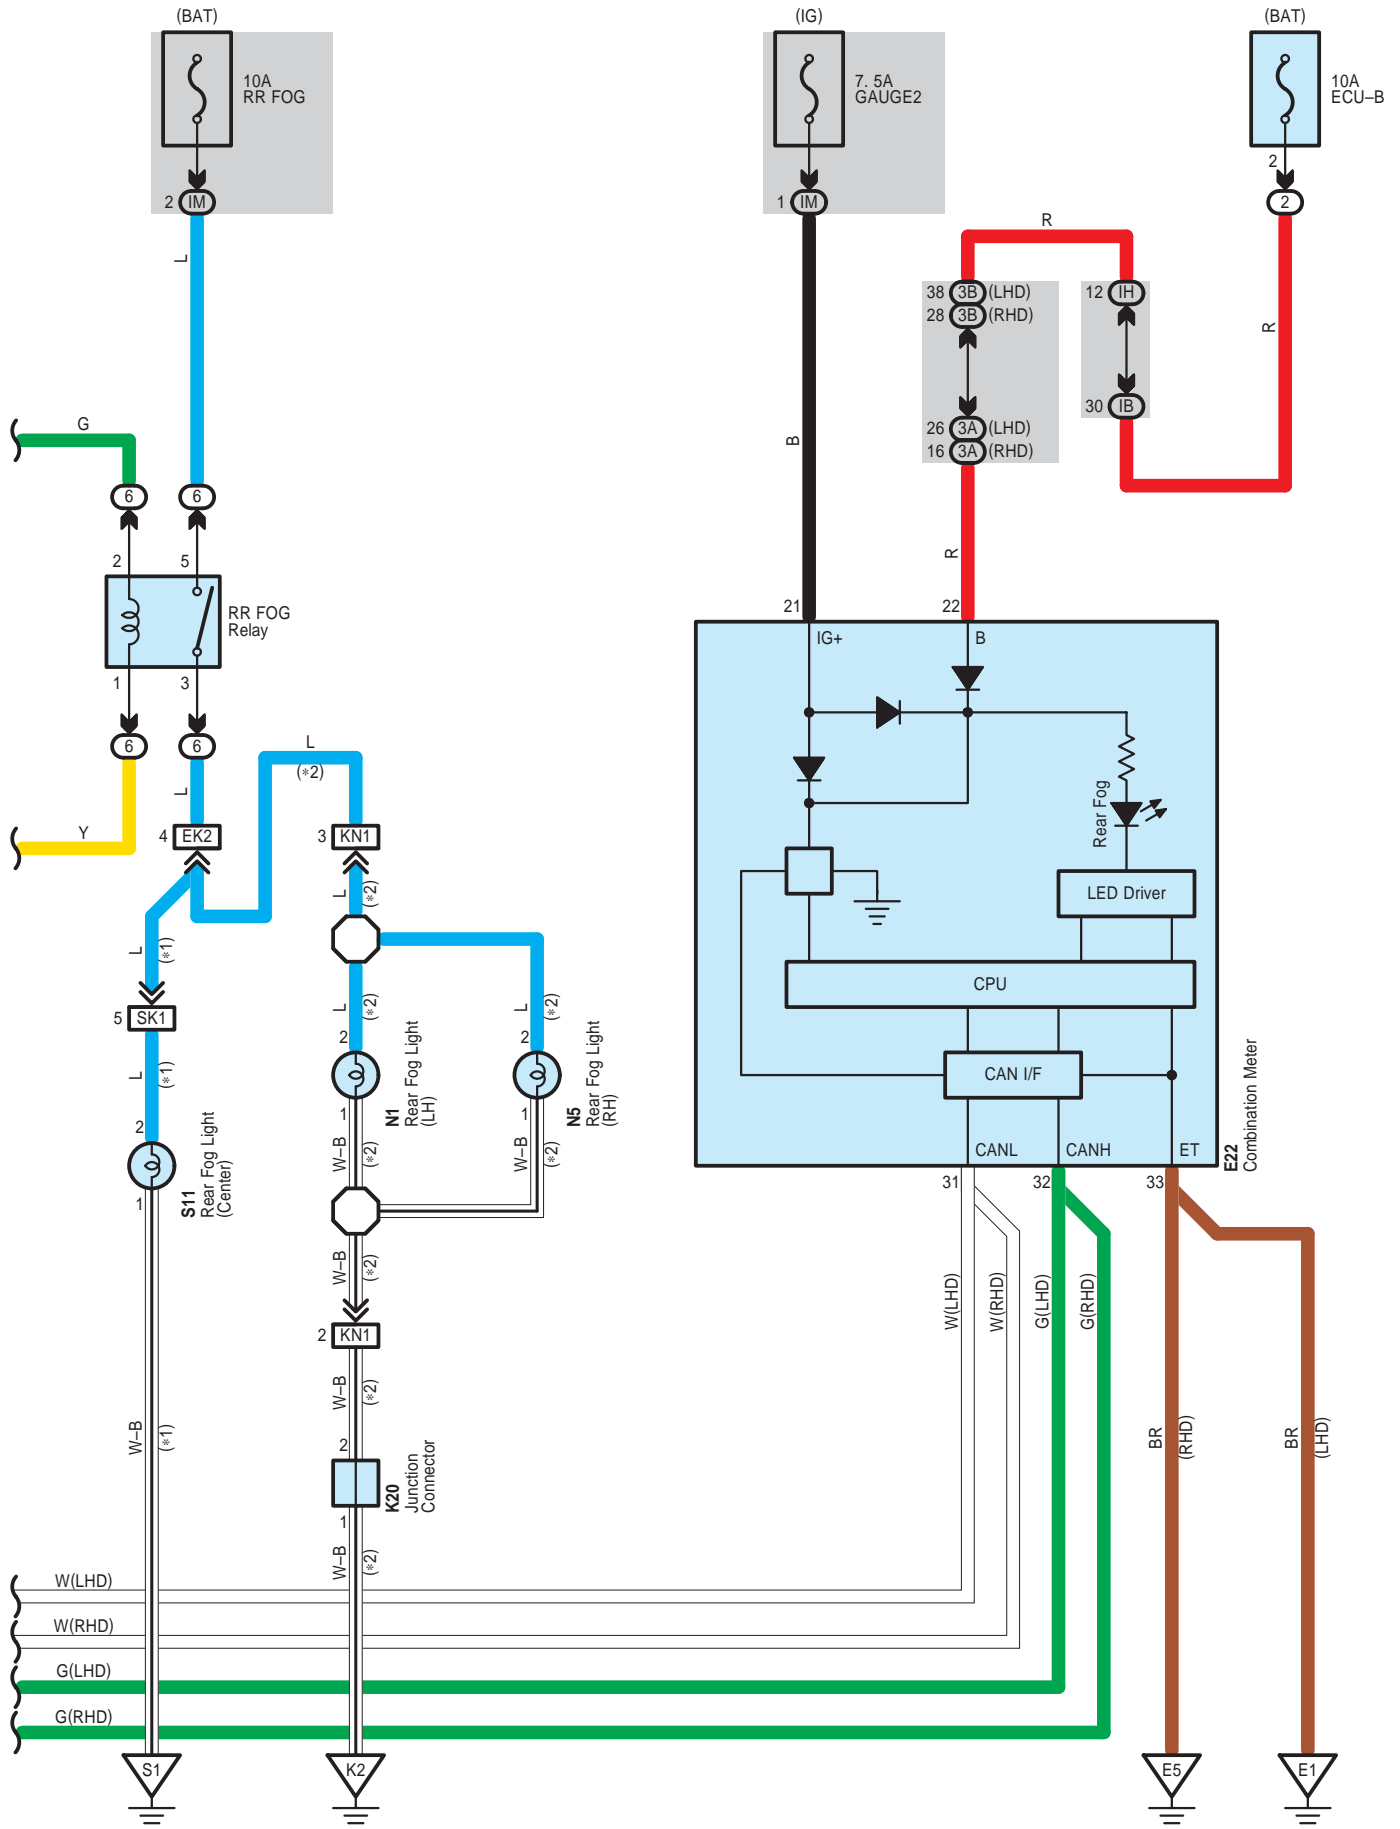 (BAT)
(IG)
(BAT)
10A
RR FOG
7. 5A
GAUGE2
10A
ECU–B
2
2 IM
1 IM
2
R
L
38 3B (LHD)
28 3B (RHD)
12 IH
R
30 IB
26 3A (LHD)
16 3A (RHD)
G
B
6
6
R
2
5
RR FOG
Relay
21
22
IG+
B
1
3
6
6
L
(*2)
L
Y
4 EK2
3 KN1
Rear Fog
L
(*2)
LED Driver
L
(*1)
CPU
5 SK1
L
(*2)
L
(*2)
2
2
L
(*1)
N1
Rear Fog Light
(LH)
N5
Rear Fog Light
(RH)
CAN I/F
1
1
2
W–B
(*2)
W–B
(*2)
CANL
CANH
ET
E22
Combination Meter
S11
Rear Fog Light
(Center)
31
32
33
1
W–B
(*2)
W(LHD)
W(RHD)
G(LHD)
G(RHD)
2 KN1
W–B
(*2)
W–B
(*1)
BR
(RHD)
BR
(LHD)
2
K20
Junction
Connector
1
W–B
(*2)
W(LHD)
W(RHD)
G(LHD)
G(RHD)
S1
K2
E5
E1